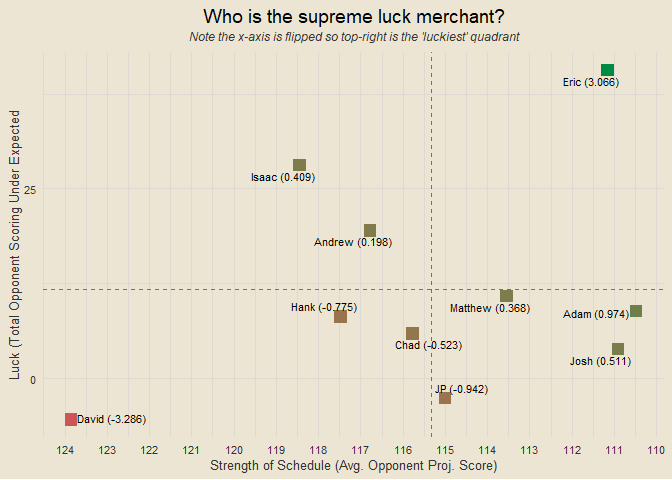 Who is the supreme luck merchant?
Note the x-axis is flipped so top-right is the 'luckiest' quadrant
Luck (Total Opponent Scoring Under Expected
Eric (3.066)
Isaac (0.409)
Andrew (0.198)
Hank (-0.775)
Matthew (0.368)
Adam (0.974)
Chad (-0.523)
Josh (0.511)
JP (-0.942)
David (-3.286)
25
0
124 123 122 121 120 119 118 117 116 115 114 113 112 111 110
Strength of Schedule (Avg. Opponent Proj. Score)